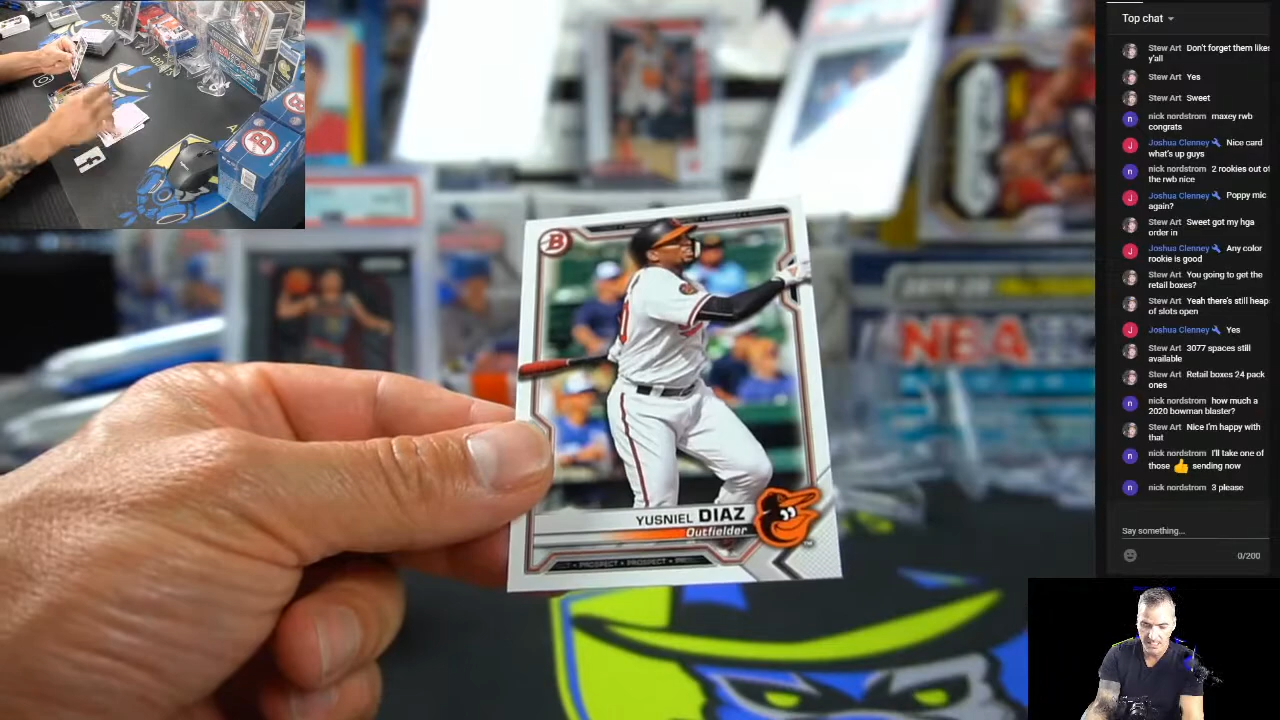 B
YUSNIEL DIAZ
Outfielder
• PROSPECT • PROSPECT •
NBA
B
Top chat
Stew Art Don't forget them likes
y'all
Stew Art Yes
Stew Art Sweet
nick nordstrom maxey rwb
congrats
Joshua Clenney Nice card
what's up guys
nick nordstrom 2 rookies out of
the rwb nice
Joshua Clenney Poppy mic
again?
Stew Art Sweet got my hga
order in
Joshua Clenney Any color
rookie is good
Stew Art You going to get the
retail boxes?
Stew Art Yeah there's still heap
of slots open
Joshua Clenney Yes
Stew Art 3077 spaces still
available
Stew Art Retail boxes 24 pack
ones
nick nordstrom how much a
2020 bowman blaster?
Stew Art Nice I'm happy with
that
nick nordstrom I'll take one of
those 👍 sending now
nick nordstrom 3 please
Say something...
0/200